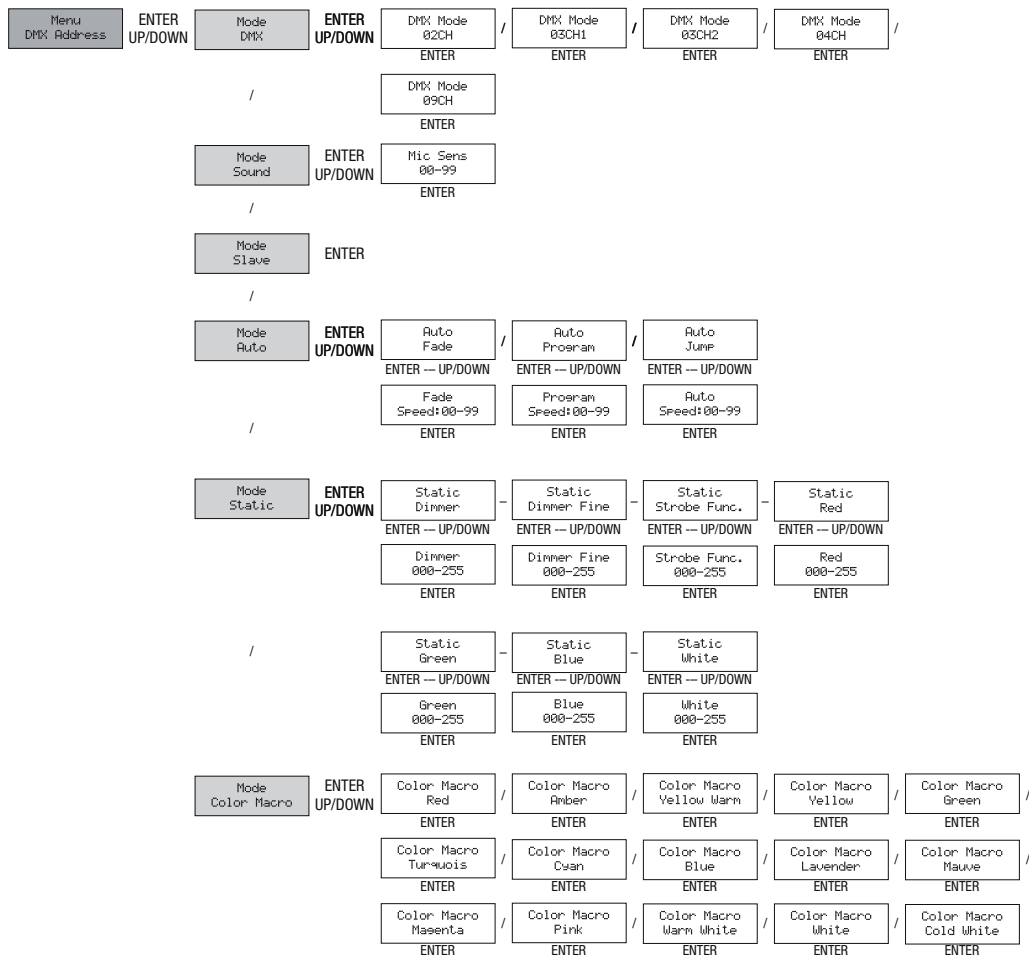 Menu
DMX Address
ENTER
UP/DOWN
Mode
DMX
ENTER
UP/DOWN
DMX Mode
02CH
ENTER
/
DMX Mode
03CH1
ENTER
/
DMX Mode
03CH2
ENTER
/
DMX Mode
04CH
ENTER
/
/
DMX Mode
09CH
ENTER
Mode
Sound
ENTER
UP/DOWN
Mic Sens
00-99
ENTER
/
Mode
Slave
ENTER
/
Mode
Auto
ENTER
UP/DOWN
Auto
Fade
ENTER --- UP/DOWN
/
Auto
Program
ENTER --- UP/DOWN
/
Auto
Jump
ENTER --- UP/DOWN
Fade
Speed:00-99
ENTER
Program
Speed:00-99
ENTER
Auto
Speed:00-99
ENTER
/
Mode
Static
ENTER
UP/DOWN
Static
Dimmer
ENTER --- UP/DOWN
–
Static
Dimmer Fine
ENTER --- UP/DOWN
–
Static
Strobe Func.
ENTER --- UP/DOWN
–
Static
Red
ENTER --- UP/DOWN
Dimmer
000-255
ENTER
Dimmer Fine
000-255
ENTER
Strobe Func.
000-255
ENTER
Red
000-255
ENTER
/
Static
Green
ENTER --- UP/DOWN
–
Static
Blue
ENTER --- UP/DOWN
–
Static
White
ENTER --- UP/DOWN
Green
000-255
ENTER
Blue
000-255
ENTER
White
000-255
ENTER
Mode
Color Macro
ENTER
UP/DOWN
Color Macro
Red
ENTER
/
Color Macro
Amber
ENTER
/
Color Macro
Yellow Warm
ENTER
/
Color Macro
Yellow
ENTER
/
Color Macro
Green
ENTER
/
Color Macro
Turquois
ENTER
/
Color Macro
Cyan
ENTER
/
Color Macro
Blue
ENTER
/
Color Macro
Lavender
ENTER
/
Color Macro
Mauve
ENTER
/
Color Macro
Magenta
ENTER
/
Color Macro
Pink
ENTER
/
Color Macro
Warm White
ENTER
/
Color Macro
White
ENTER
/
Color Macro
Cold White
ENTER